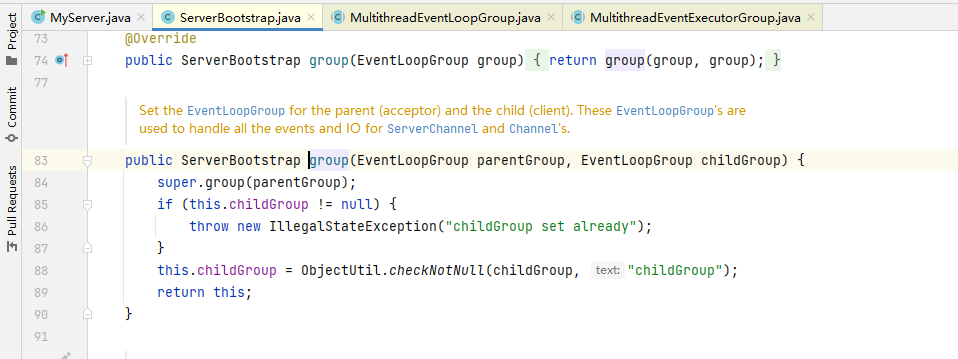 MyServer.java ServerBootstrap.java MultithreadEventLoopGroup.java MultithreadEventExecutorGroup.java
Project
Commit
Pull Requests
73 @Override
74 public ServerBootstrap group(EventLoopGroup group) { return group(group, group); }
77
Set the EventLoopGroup for the parent (acceptor) and the child (client). These EventLoopGroup's are
used to handle all the events and IO for ServerChannel and Channel's.
83 public ServerBootstrap group(EventLoopGroup parentGroup, EventLoopGroup childGroup) {
84 super.group(parentGroup);
85 if (this.childGroup != null) {
86 throw new IllegalStateException("childGroup set already");
87 }
88 this.childGroup = ObjectUtil.checkNotNull(childGroup, text: "childGroup");
89 return this;
90 }
91